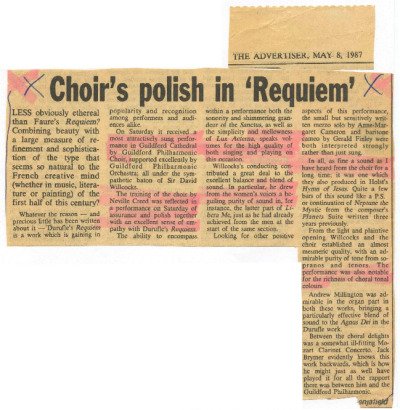 THE ADVERTISER, MAY 8, 1987
Choir's polish in 'Requiem'
LESS obviously ethereal
than Faure's Requiem?
Combining beauty with
a large measure of re-
finement and sophistica-
tion of the type that
seems so natural to the
French creative mind
(whether in music, litera-
ture or painting) of the
first half of this century?
Whatever the reason — and
precious little has been written
about it — Durufle's Requiem
is a work which is gaining in
popularity and recognition
among performers and audi-
ences alike.
On Saturday it received a
most attractively sung perfor-
mance in Guildford Cathedral
by Guildford Philharmonic
Choir, supported excellently by
Guildford Philharmonic
Orchestra; all under the sym-
pathetic baton of Sir David
Willcocks.
The training of the choir by
Neville Creed was reflected in
a performance on Saturday of
assurance and polish together
with an excellent sense of em-
pathy with Durufle's Requiem.
The ability to encompass
within a performance both the
sonority and shimmering gran-
deur of the Sanctus, as well as
the simplicity and mellowness
of Lux Aeterna, speaks vol-
umes for the high quality of
both singing and playing on
this occasion.
Willcocks's conducting con-
tributed a great deal to the
excellent balance and blend of
sound. In particular, he drew
from the women's voices a be-
guiling purity of sound in, for
instance, the latter part of Li-
bera Me, just as he had already
achieved from the men at the
start of the same section.
Looking for other positive
aspects of this performance,
the small but sensitively writ-
ten mezzo solo by Anne-Mar-
garet Cameron and baritone
cameo by Gerald Finley were
both interpreted strongly
rather than just sung.
In all, as fine a sound as I
have heard from the choir for a
long time; it was one which
they also produced in Holst's
Hymn of Jesus. Quite a few
bars of this sound like a P.S.
or continuation of Neptune the
Mystic from the composer's
Planets Suite written three
years previously.
From the light and plaintive
opening Willcocks and the
choir established an almost
mesmeric quality, with an ad-
mirable purity of tone from so-
pranos and tenors. The
performance was also notable
for the richness of choral tonal
colours.
Andrew Millington was ad-
mirable in the organ part in
both these works, bringing a
particularly effective blend of
sound to the Agnus Dei in the
Durufle work.
Between the choral delights
was a somewhat ill-fitting Mo-
zart Clarinet Concerto. Jack
Brymer evidently knows this
work backwards, which is how
he might just as well have
played it for all the rapport
there was between him and the
Guildford Philharmonic.